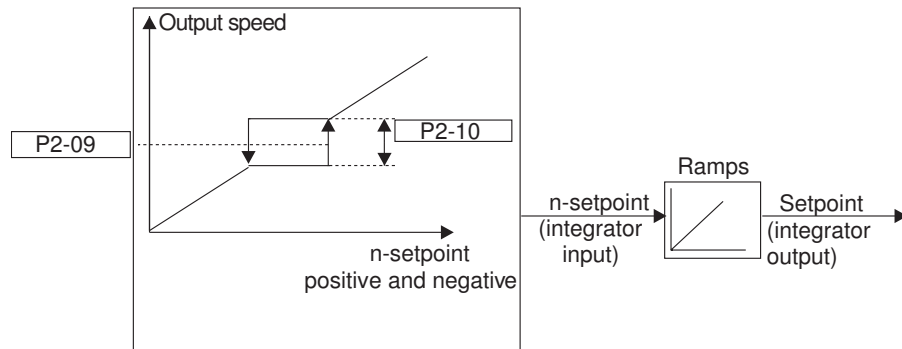 Output speed
P2-09
P2-10
n-setpoint
positive and negative
n-setpoint
(integrator
input)
Ramps
Setpoint
(integrator
output)